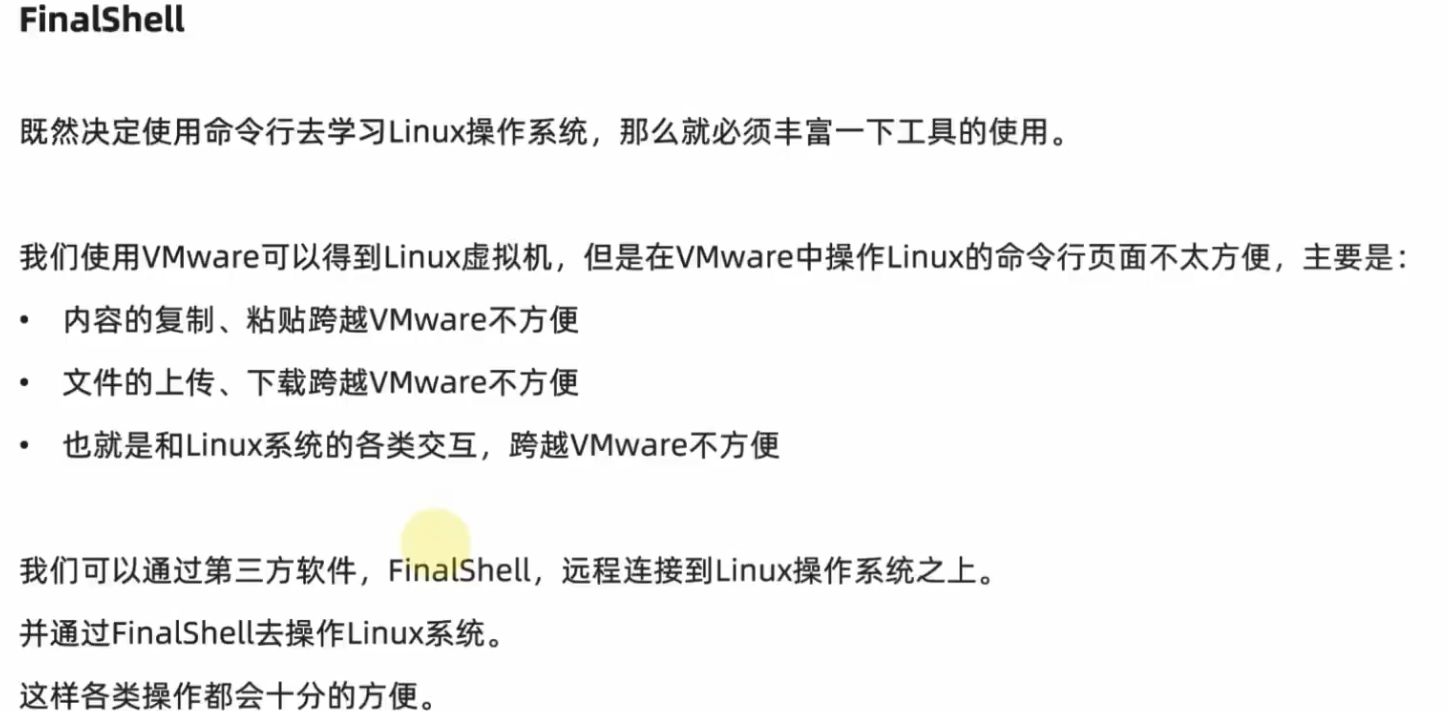 FinalShell
既然决定使用命令行去学习Linux操作系统，那么就必须丰富一下工具的使用。
我们使用VMware可以得到Linux虚拟机，但是在VMware中操作Linux的命令行页面不太方便，主要是：
• 内容的复制、粘贴跨越VMware不方便
• 文件的上传、下载跨越VMware不方便
• 也就是和Linux系统的各类交互，跨越VMware不方便
我们可以通过第三方软件，FinalShell，远程连接到Linux操作系统之上。
并通过FinalShell去操作Linux系统。
这样各类操作都会十分的方便。